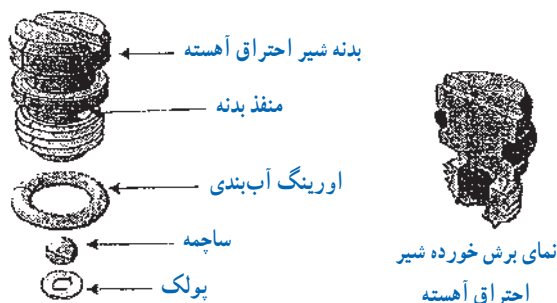 بدنه شیر احتراق آهسته
منفذ بدنه
اورینگ آب‌بندی
ساچمه
پولک
نمای برش خورده شیر
احتراق آهسته